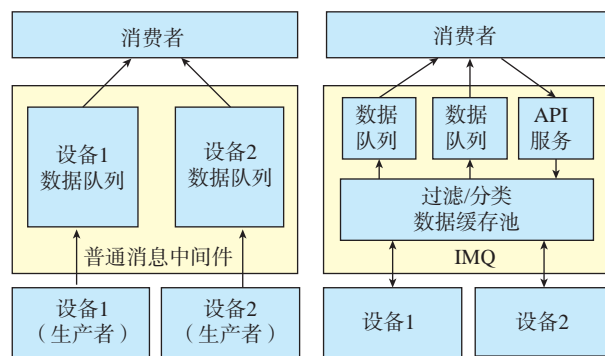 消费者
设备1
数据队列
设备2
数据队列
普通消息中间件
设备1
（生产者）
设备2
（生产者）
消费者
数据
队列
数据
队列
API
服务
过滤/分类
数据缓存池
IMQ
设备1
设备2